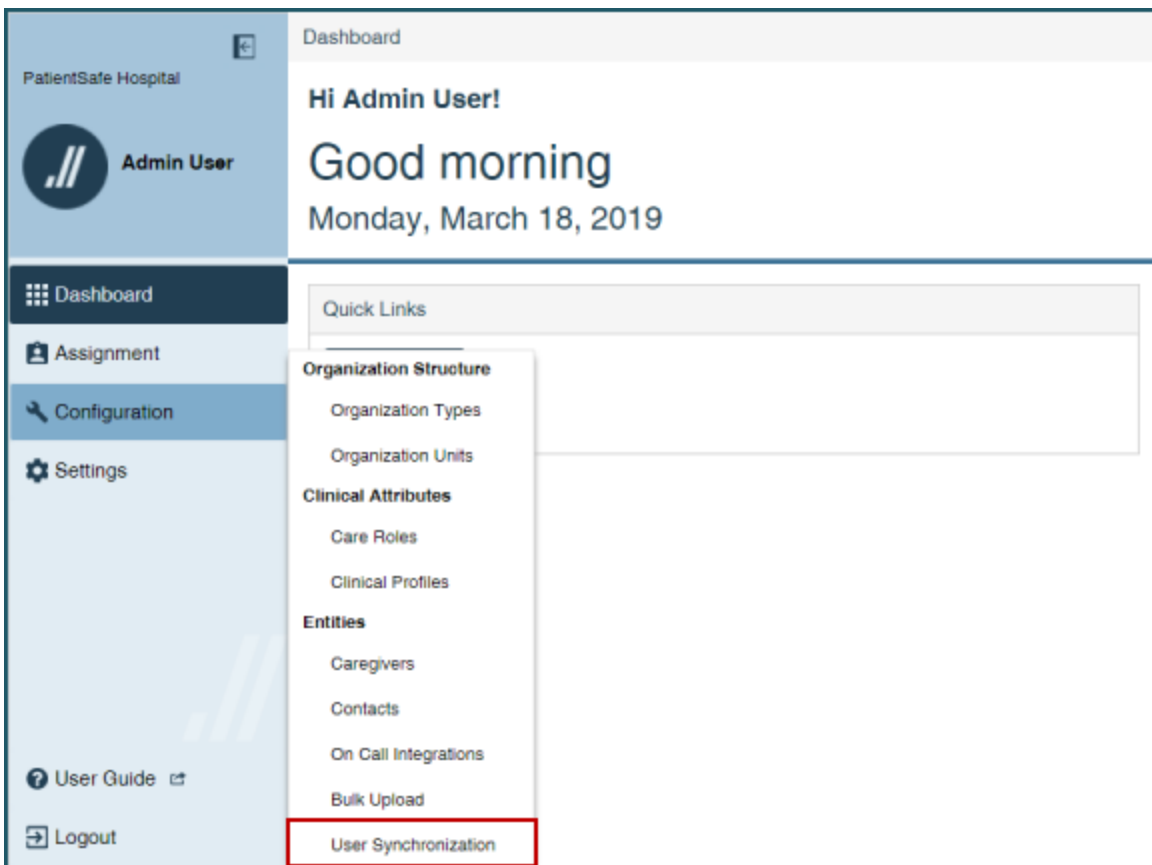 PatientSafe Hospital
Admin User
Dashboard
Assignment
Configuration
Settings
User Guide
Logout
Dashboard
Hi Admin User!
Good morning
Monday, March 18, 2019
Quick Links
Organization Structure
Organization Types
Organization Units
Clinical Attributes
Care Roles
Clinical Profiles
Entities
Caregivers
Contacts
On Call Integrations
Bulk Upload
User Synchronization